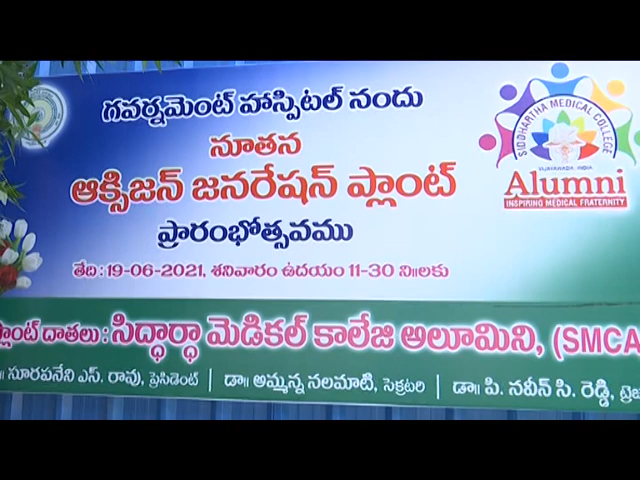 గవర్నమెంట్ హాస్పిటల్ నందు
నూతన
ఆక్సిజన్ జనరేషన్ ప్లాంట్
ప్రారంభోత్సవము
తేది : 19-06-2021, శనివారం ఉదయం 11-30 ని॥లకు
SIDDHARTHA MEDICAL COLLEGE
VIJAYAWADA, INDIA
Alumni
INSPIRING MEDICAL FRATERNITY
ప్లాంట్ దాతలు : సిద్ధార్థా మెడికల్ కాలేజి అలూమిని, (SMCA
సూరపనేని ఎస్. రావు, ప్రెసిడెంట్ | డా॥ అమ్మన్న నలమాటి, సెక్రటరి | డా॥ పి. నవీన్ సి. రెడ్డి,